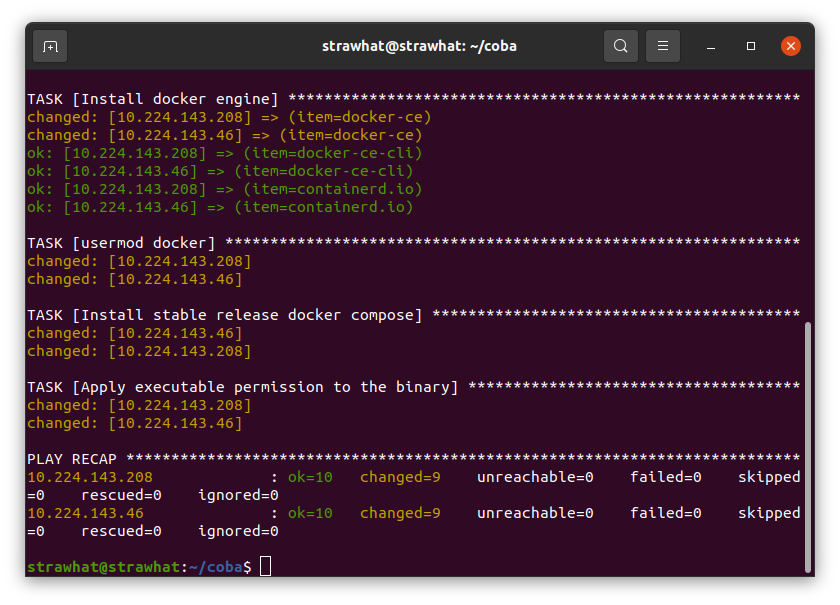 strawhat@strawhat: ~/coba
TASK [Install docker engine] *********************************************************
changed: [10.224.143.208] => (item=docker-ce)
changed: [10.224.143.46] => (item=docker-ce)
ok: [10.224.143.208] => (item=docker-ce-cli)
ok: [10.224.143.46] => (item=docker-ce-cli)
ok: [10.224.143.208] => (item=containerd.io)
ok: [10.224.143.46] => (item=containerd.io)
TASK [usermod docker] ****************************************************************
changed: [10.224.143.208]
changed: [10.224.143.46]
TASK [Install stable release docker compose] *****************************************
changed: [10.224.143.46]
changed: [10.224.143.208]
TASK [Apply executable permission to the binary] *************************************
changed: [10.224.143.208]
changed: [10.224.143.46]
PLAY RECAP ***************************************************************************
10.224.143.208             : ok=10   changed=9    unreachable=0    failed=0    skipped
=0    rescued=0    ignored=0
10.224.143.46              : ok=10   changed=9    unreachable=0    failed=0    skipped
=0    rescued=0    ignored=0
strawhat@strawhat:~/coba$